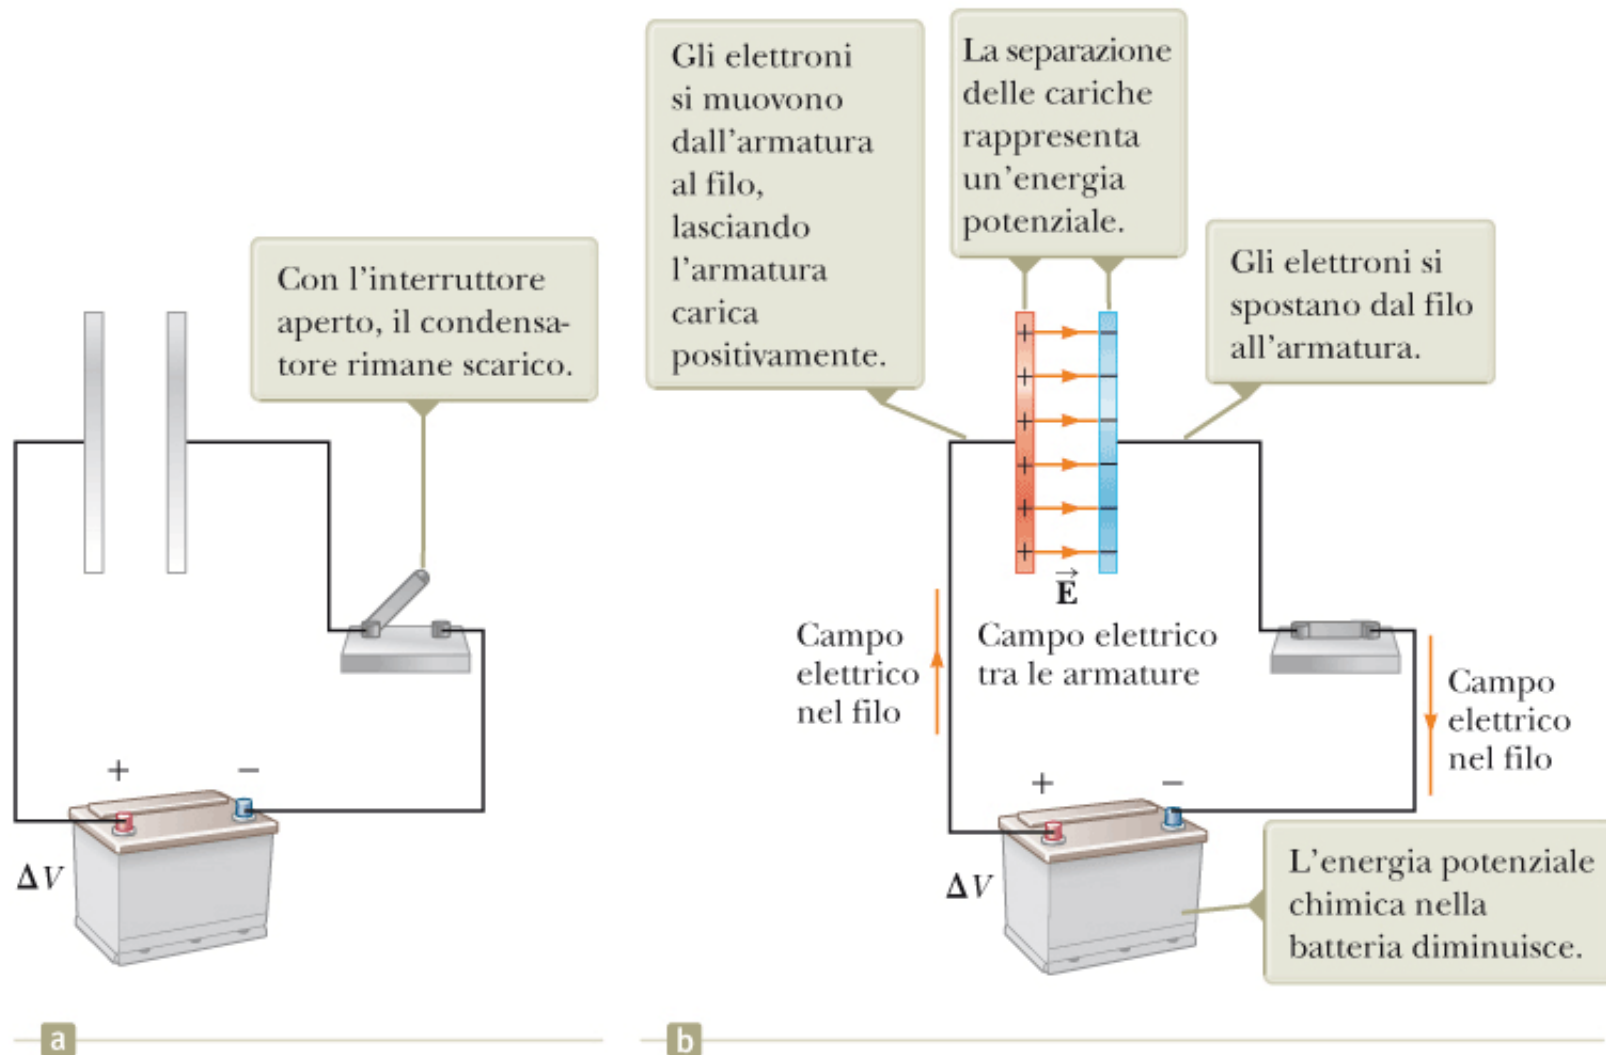 Con l'interruttore
aperto, il condensa-
tore rimane scarico.
+
−
ΔV
a
Gli elettroni
si muovono
dall'armatura
al filo,
lasciando
l'armatura
carica
positivamente.
La separazione
delle cariche
rappresenta
un'energia
potenziale.
Gli elettroni si
spostano dal filo
all'armatura.
+ −
+ −
+ −
+ −
+ −
+ −
E⃗
Campo
elettrico
nel filo
Campo elettrico
tra le armature
Campo
elettrico
nel filo
+
−
ΔV
L'energia potenziale
chimica nella
batteria diminuisce.
b